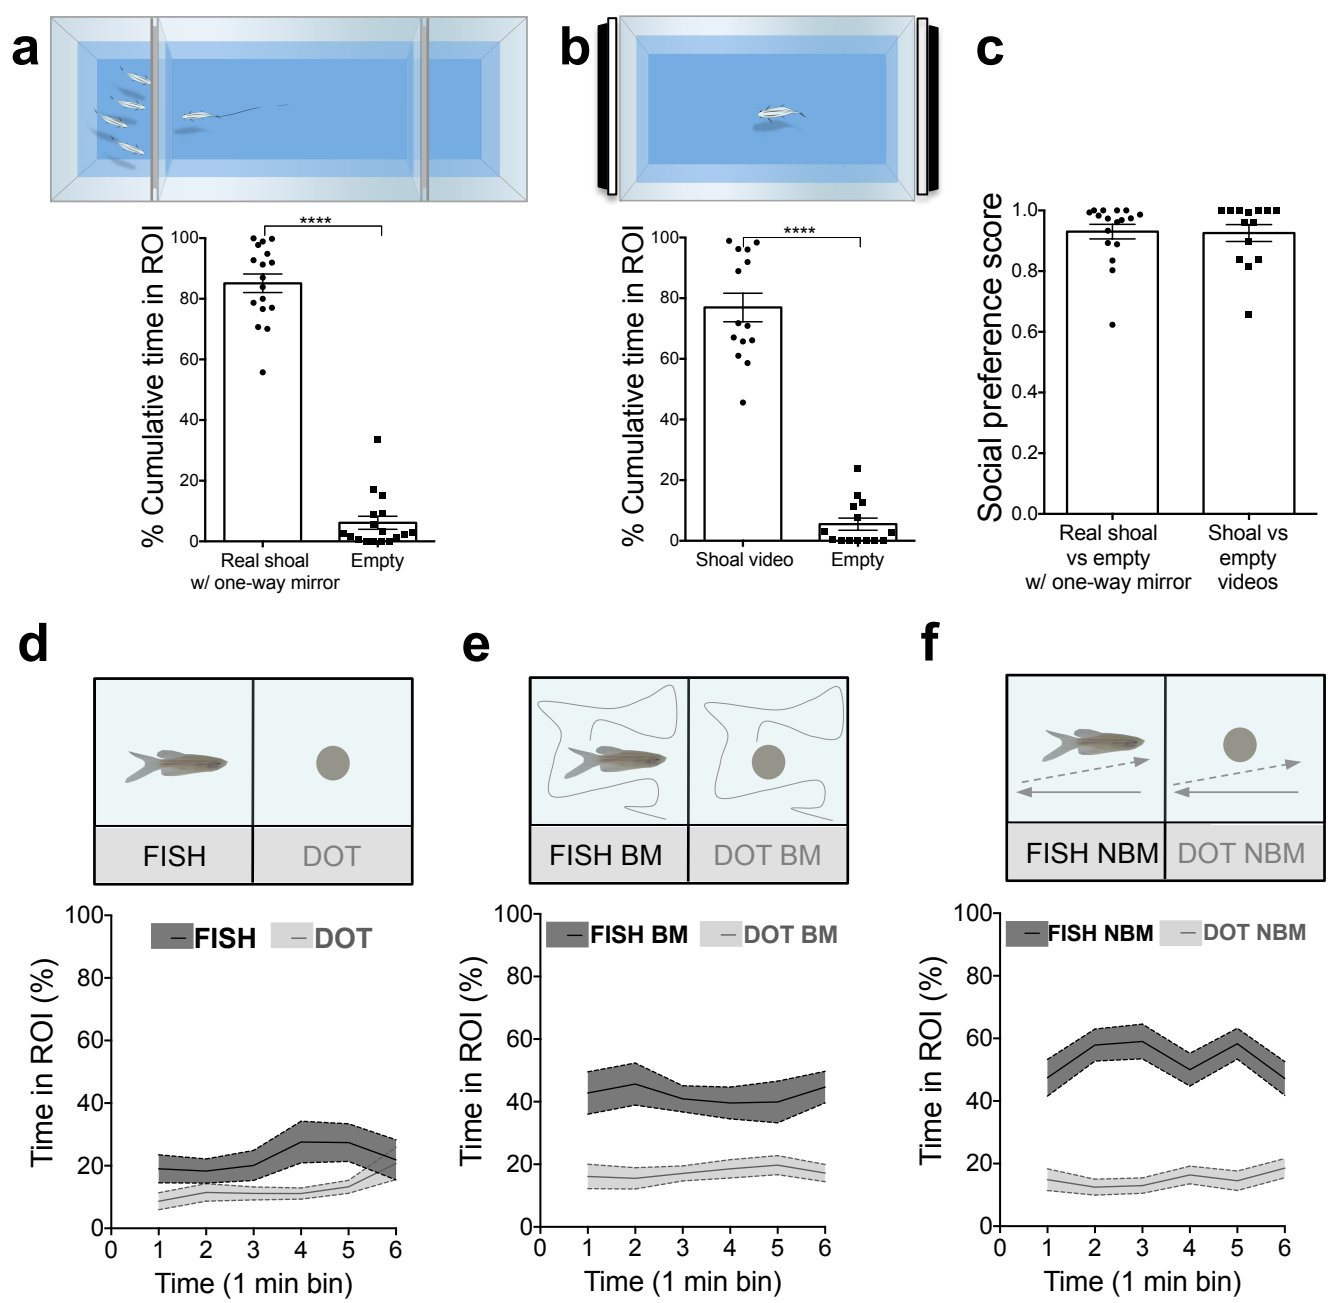 a
b
c
****
% Cumulative time in ROI
100
80
60
40
20
0
Real shoal
w/ one-way mirror
Empty
****
% Cumulative time in ROI
100
80
60
40
20
0
Shoal video
Empty
Social preference score
1.0
0.8
0.6
0.4
0.2
0.0
Real shoal
vs empty
w/ one-way mirror
Shoal vs
empty
videos
d
FISH
DOT
FISH
DOT
Time in ROI (%)
100
80
60
40
20
0
0 1 2 3 4 5 6
Time (1 min bin)
e
FISH BM
DOT BM
FISH BM
DOT BM
Time in ROI (%)
100
80
60
40
20
0
0 1 2 3 4 5 6
Time (1 min bin)
f
FISH NBM
DOT NBM
FISH NBM
DOT NBM
Time in ROI (%)
100
80
60
40
20
0
0 1 2 3 4 5 6
Time (1 min bin)